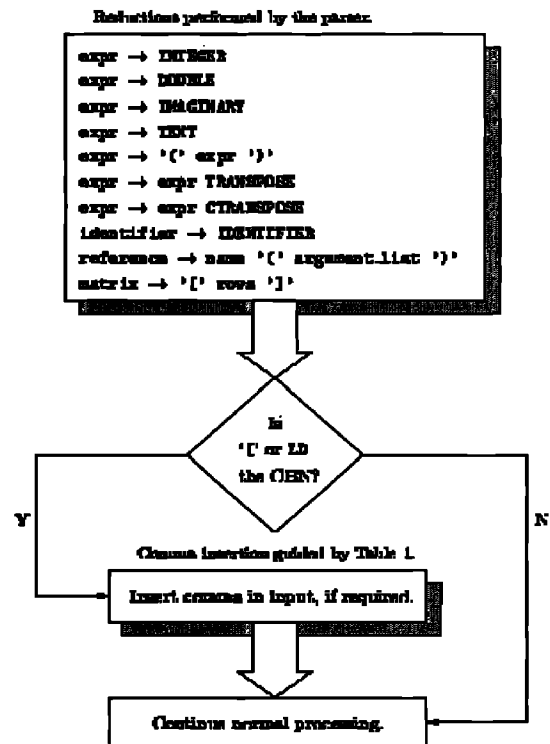 Reductions performed by the parser.
expr → INTEGER
expr → DOUBLE
expr → IMAGINARY
expr → TEXT
expr → '(' expr ')'
expr → expr TRANSPOSE
expr → expr CTRANSPOSE
identifier → IDENTIFIER
reference → name '(' argument_list ')'
matrix → '[' rows ']'
Is
'[' or LD
the
Y
N
Comma insertion guided by Table 1.
Insert comma in input, if required.
Continue normal processing.